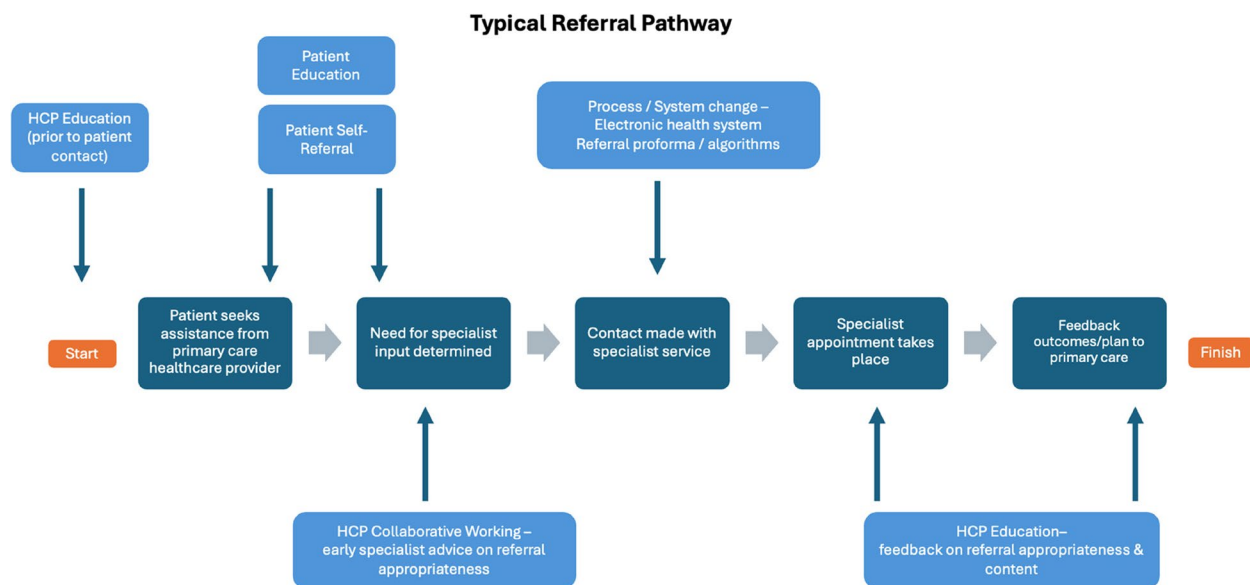 Typical Referral Pathway
Patient
Education
HCP Education
(prior to patient
contact)
Patient Self-
Referral
Process / System change –
Electronic health system
Referral proforma / algorithms
Start
Patient seeks
assistance from
primary care
healthcare provider
Need for specialist
input determined
Contact made with
specialist service
Specialist
appointment takes
place
Feedback
outcomes/plan to
primary care
Finish
HCP Collaborative Working –
early specialist advice on referral
appropriateness
HCP Education–
feedback on referral appropriateness &
content